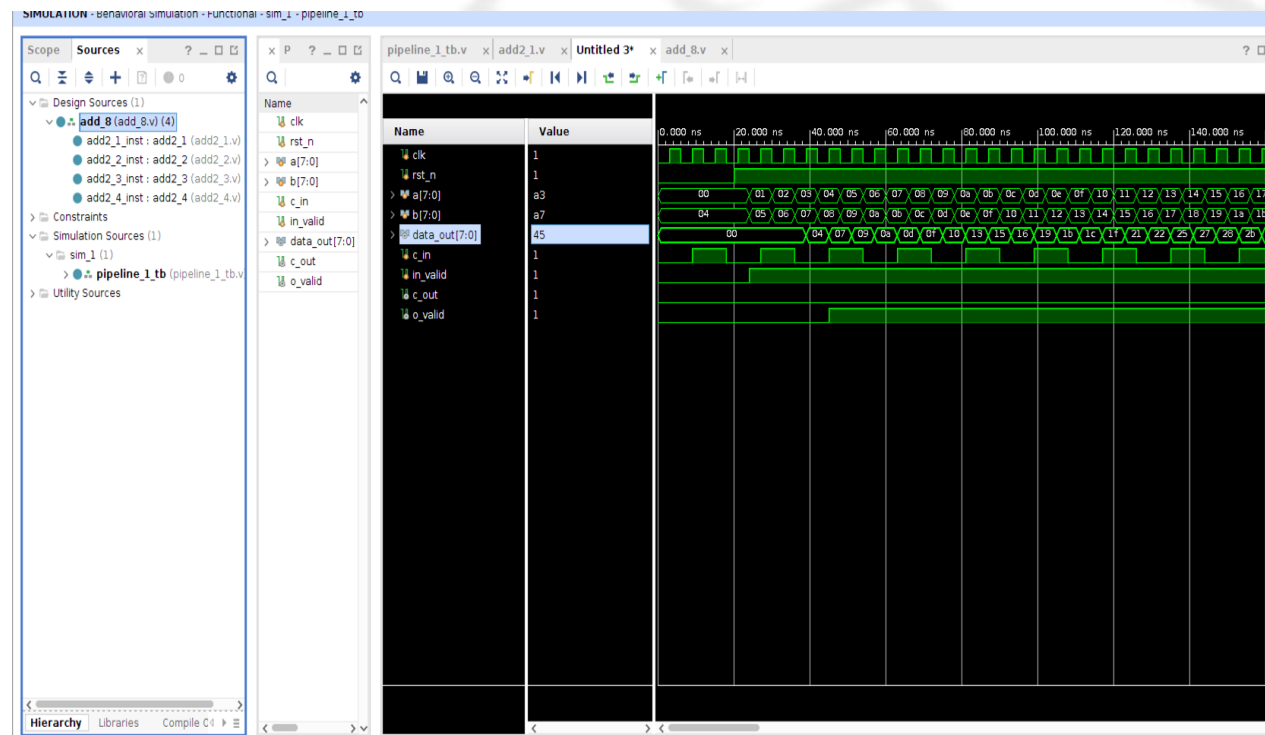 SIMULATION - Behavioral Simulation - Functional - sim_1 - pipeline_1_tb
Scope Sources x ? _
0
Design Sources (1)
add_8 (add_8.v) (4)
add2_1_inst : add2_1 (add2_1.v)
add2_2_inst : add2_2 (add2_2.v)
add2_3_inst : add2_3 (add2_3.v)
add2_4_inst : add2_4 (add2_4.v)
Constraints
Simulation Sources (1)
sim_1 (1)
pipeline_1_tb (pipeline_1_tb.v
Utility Sources
Hierarchy Libraries Compile
x P ? _
Name
clk
rst_n
a[7:0]
b[7:0]
c_in
in_valid
data_out[7:0]
c_out
o_valid
pipeline_1_tb.v x add2_1.v x Untitled 3* x add_8.v x ?
Name Value
clk 1
rst_n 1
a[7:0] a3
b[7:0] a7
data_out[7:0] 45
c_in 1
in_valid 1
c_out 1
o_valid 1
0.000 ns 20.000 ns 40.000 ns 60.000 ns 80.000 ns 100.000 ns 120.000 ns 140.000 ns
00 01 02 03 04 05 06 07 08 09 0a 0b 0c 0d 0e 0f 10 11 12 13 14 15 16 17
04 05 06 07 08 09 0a 0b 0c 0d 0e 0f 10 11 12 13 14 15 16 17 18 19 1a 1b
00 04 07 09 0a 0d 0f 10 13 15 16 19 1b 1c 1f 21 22 25 27 28 2b